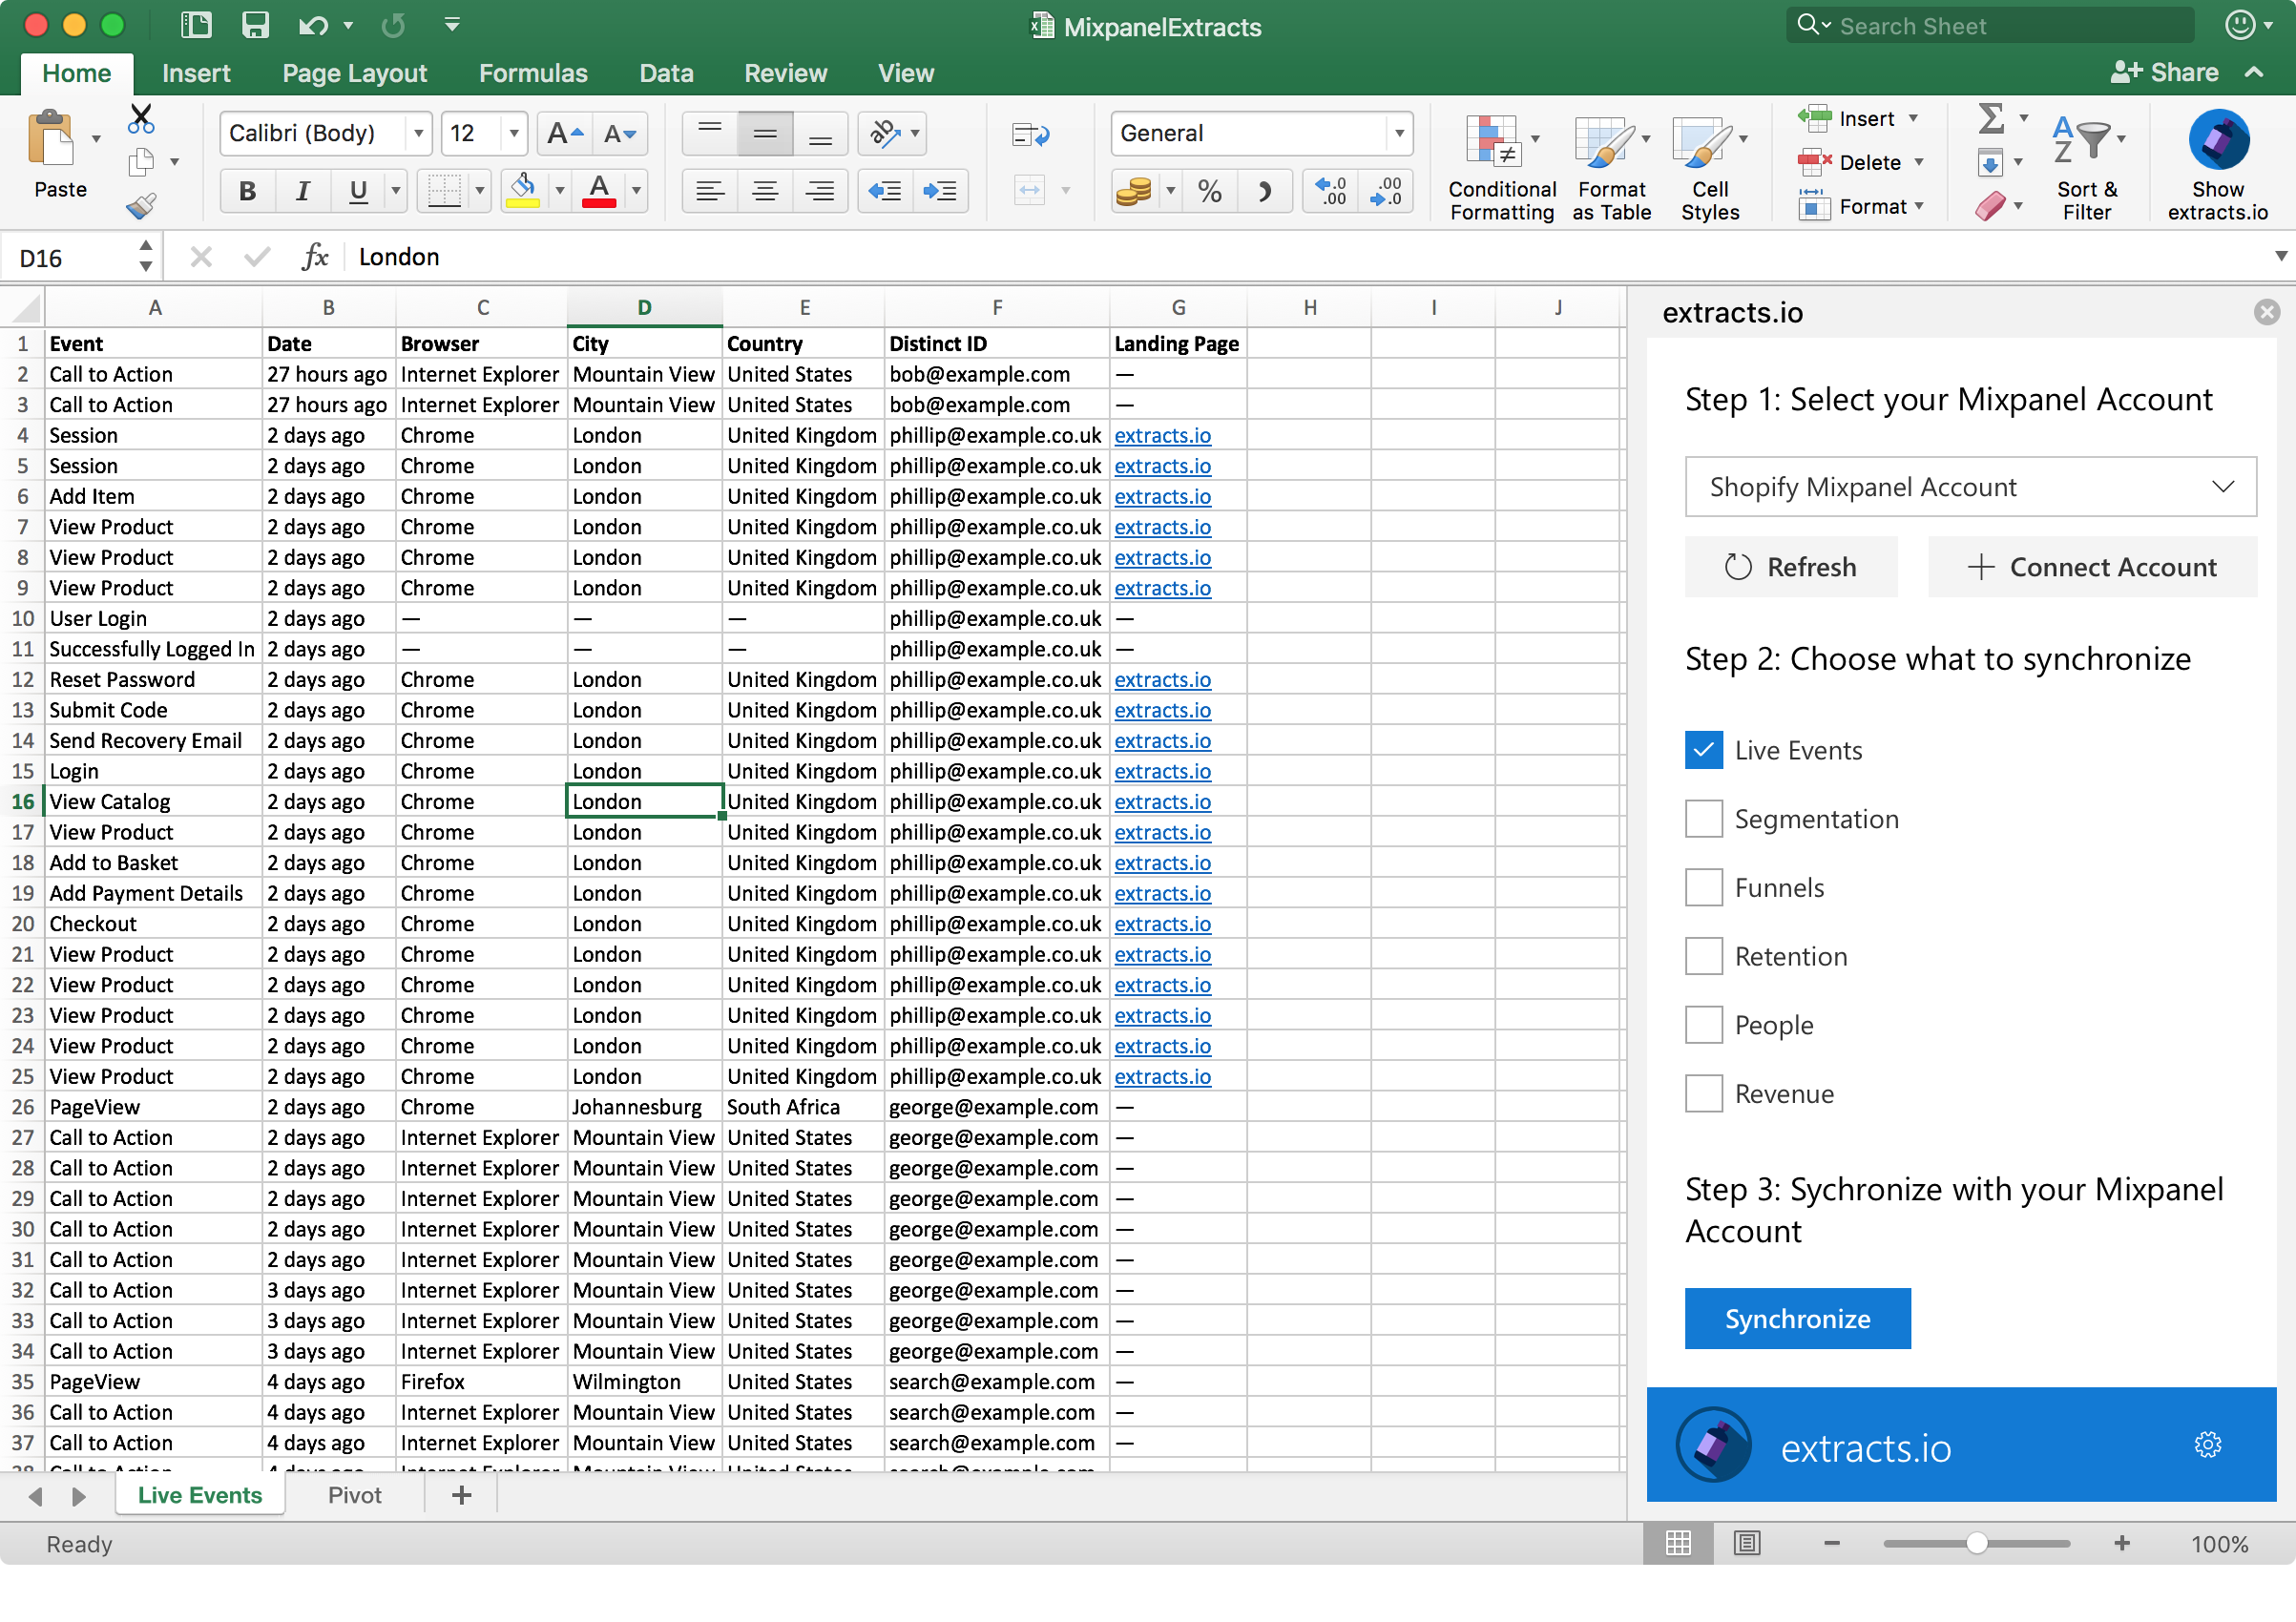 MixpanelExtracts
Search Sheet
Home Insert Page Layout Formulas Data Review View Share
Paste
Calibri (Body) 12 A A
B I U A
ab
General
% .0 .00 .00 .0
Conditional Formatting
Format as Table
Cell Styles
Insert
Delete
Format
Σ
A Z
Sort & Filter
Show extracts.io
D16 fx London
A B C D E F G H I J
1 Event Date Browser City Country Distinct ID Landing Page
2 Call to Action 27 hours ago Internet Explorer Mountain View United States bob@example.com —
3 Call to Action 27 hours ago Internet Explorer Mountain View United States bob@example.com —
4 Session 2 days ago Chrome London United Kingdom phillip@example.co.uk extracts.io
5 Session 2 days ago Chrome London United Kingdom phillip@example.co.uk extracts.io
6 Add Item 2 days ago Chrome London United Kingdom phillip@example.co.uk extracts.io
7 View Product 2 days ago Chrome London United Kingdom phillip@example.co.uk extracts.io
8 View Product 2 days ago Chrome London United Kingdom phillip@example.co.uk extracts.io
9 View Product 2 days ago Chrome London United Kingdom phillip@example.co.uk extracts.io
10 User Login 2 days ago — — — phillip@example.co.uk —
11 Successfully Logged In 2 days ago — — — phillip@example.co.uk —
12 Reset Password 2 days ago Chrome London United Kingdom phillip@example.co.uk extracts.io
13 Submit Code 2 days ago Chrome London United Kingdom phillip@example.co.uk extracts.io
14 Send Recovery Email 2 days ago Chrome London United Kingdom phillip@example.co.uk extracts.io
15 Login 2 days ago Chrome London United Kingdom phillip@example.co.uk extracts.io
16 View Catalog 2 days ago Chrome London United Kingdom phillip@example.co.uk extracts.io
17 View Product 2 days ago Chrome London United Kingdom phillip@example.co.uk extracts.io
18 Add to Basket 2 days ago Chrome London United Kingdom phillip@example.co.uk extracts.io
19 Add Payment Details 2 days ago Chrome London United Kingdom phillip@example.co.uk extracts.io
20 Checkout 2 days ago Chrome London United Kingdom phillip@example.co.uk extracts.io
21 View Product 2 days ago Chrome London United Kingdom phillip@example.co.uk extracts.io
22 View Product 2 days ago Chrome London United Kingdom phillip@example.co.uk extracts.io
23 View Product 2 days ago Chrome London United Kingdom phillip@example.co.uk extracts.io
24 View Product 2 days ago Chrome London United Kingdom phillip@example.co.uk extracts.io
25 View Product 2 days ago Chrome London United Kingdom phillip@example.co.uk extracts.io
26 PageView 2 days ago Chrome Johannesburg South Africa george@example.com —
27 Call to Action 2 days ago Internet Explorer Mountain View United States george@example.com —
28 Call to Action 2 days ago Internet Explorer Mountain View United States george@example.com —
29 Call to Action 2 days ago Internet Explorer Mountain View United States george@example.com —
30 Call to Action 2 days ago Internet Explorer Mountain View United States george@example.com —
31 Call to Action 2 days ago Internet Explorer Mountain View United States george@example.com —
32 Call to Action 3 days ago Internet Explorer Mountain View United States george@example.com —
33 Call to Action 3 days ago Internet Explorer Mountain View United States george@example.com —
34 Call to Action 3 days ago Internet Explorer Mountain View United States george@example.com —
35 PageView 4 days ago Firefox Wilmington United States search@example.com —
36 Call to Action 4 days ago Internet Explorer Mountain View United States search@example.com —
37 Call to Action 4 days ago Internet Explorer Mountain View United States search@example.com —
Live Events Pivot +
Ready
100%
extracts.io
Step 1: Select your Mixpanel Account
Shopify Mixpanel Account
Refresh
Connect Account
Step 2: Choose what to synchronize
Live Events
Segmentation
Funnels
Retention
People
Revenue
Step 3: Sychronize with your Mixpanel
Account
Synchronize
extracts.io